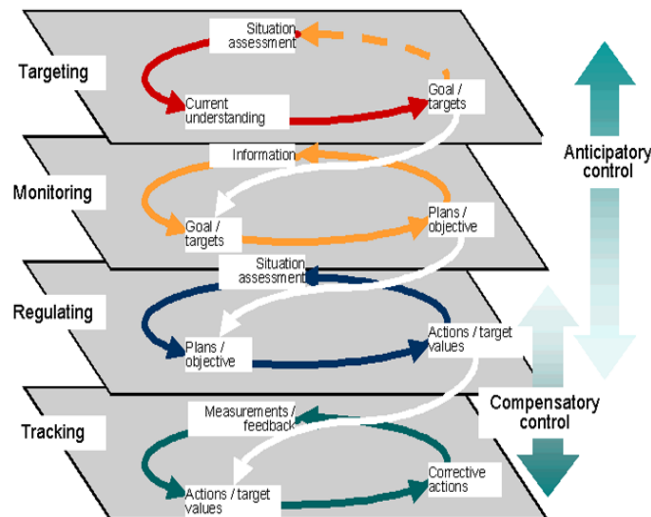 Situation
assessment
Targeting
Current
understanding
Goal /
targets
Anticipatory
control
Information
Monitoring
Goal /
targets
Plans /
objective
Situation
assessment
Regulating
Plans /
objective
Actions / target
values
Compensatory
control
Measurements /
feedback
Tracking
Actions / target
values
Corrective
actions